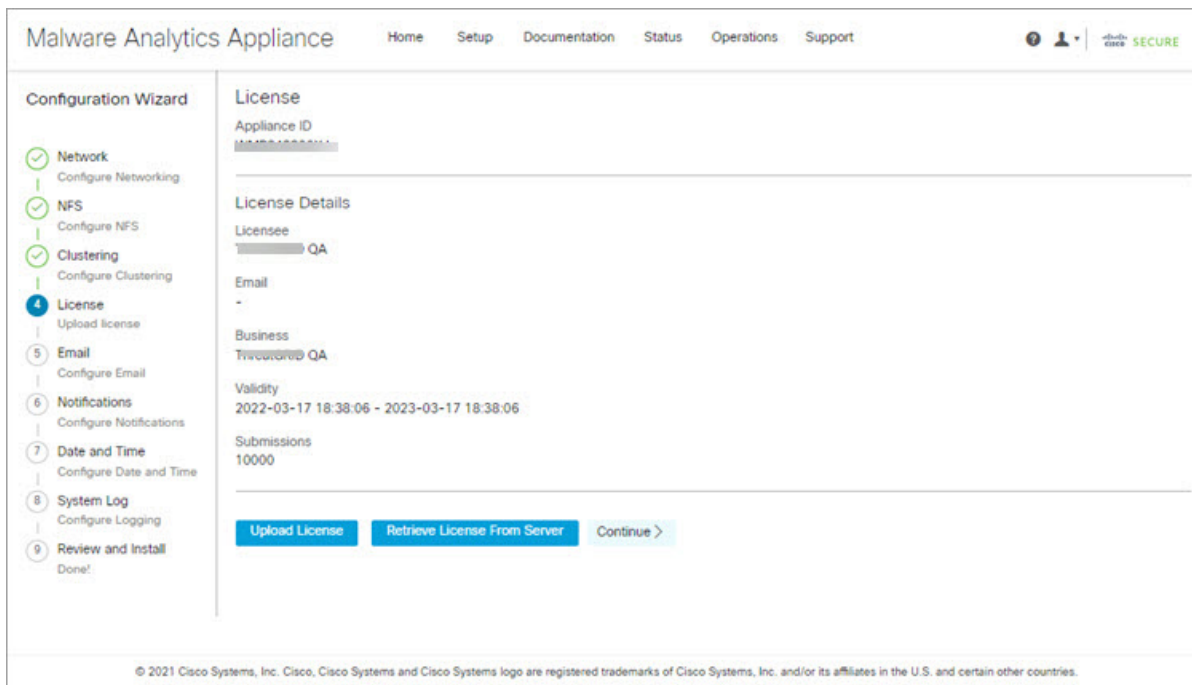 Malware Analytics Appliance
Home Setup Documentation Status Operations Support
cisco SECURE
Configuration Wizard
Network
Configure Networking
NFS
Configure NFS
Clustering
Configure Clustering
4 License
Upload license
5 Email
Configure Email
6 Notifications
Configure Notifications
7 Date and Time
Configure Date and Time
8 System Log
Configure Logging
9 Review and Install
Done!
License
Appliance ID
License Details
Licensee
QA
Email
-
Business
QA
Validity
2022-03-17 18:38:06 - 2023-03-17 18:38:06
Submissions
10000
Upload License Retrieve License From Server Continue >
© 2021 Cisco Systems, Inc. Cisco, Cisco Systems and Cisco Systems logo are registered trademarks of Cisco Systems, Inc. and/or its affiliates in the U.S. and certain other countries.